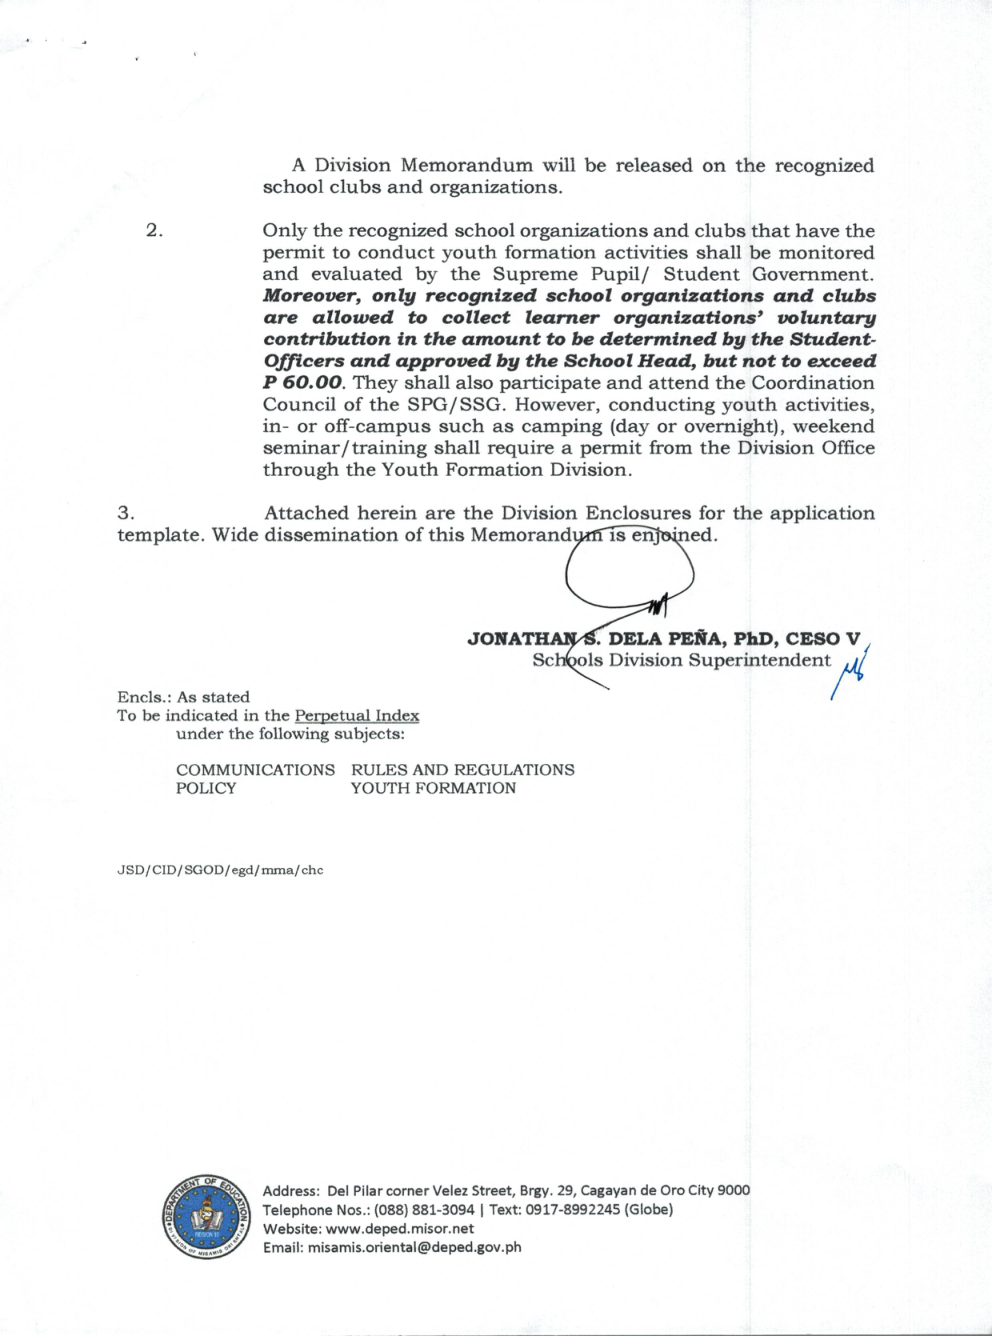 A Division Memorandum will be released on the recognized
school clubs and organizations.
2. Only the recognized school organizations and clubs that have the
permit to conduct youth formation activities shall be monitored
and evaluated by the Supreme Pupil/ Student Government.
Moreover, only recognized school organizations and clubs
are allowed to collect learner organizations’ voluntary
contribution in the amount to be determined by the Student-
Officers and approved by the School Head, but not to exceed
P 60.00. They shall also participate and attend the Coordination
Council of the SPG/SSG. However, conducting youth activities,
in- or off-campus such as camping (day or overnight), weekend
seminar/training shall require a permit from the Division Office
through the Youth Formation Division.
3. Attached herein are the Division Enclosures for the application
template. Wide dissemination of this Memorandum is enjoined.
JONATHAN S. DELA PEÑA, PhD, CESO V
Schools Division Superintendent
Encls.: As stated
To be indicated in the Perpetual Index
under the following subjects:
COMMUNICATIONS RULES AND REGULATIONS
POLICY YOUTH FORMATION
JSD/CID/SGOD/egd/mma/chc
DEPARTMENT OF EDUCATION
DIVISION OF MISAMIS ORIENTAL
Address: Del Pilar corner Velez Street, Brgy. 29, Cagayan de Oro City 9000
Telephone Nos.: (088) 881-3094 | Text: 0917-8992245 (Globe)
Website: www.deped.misor.net
Email: misamis.oriental@deped.gov.ph